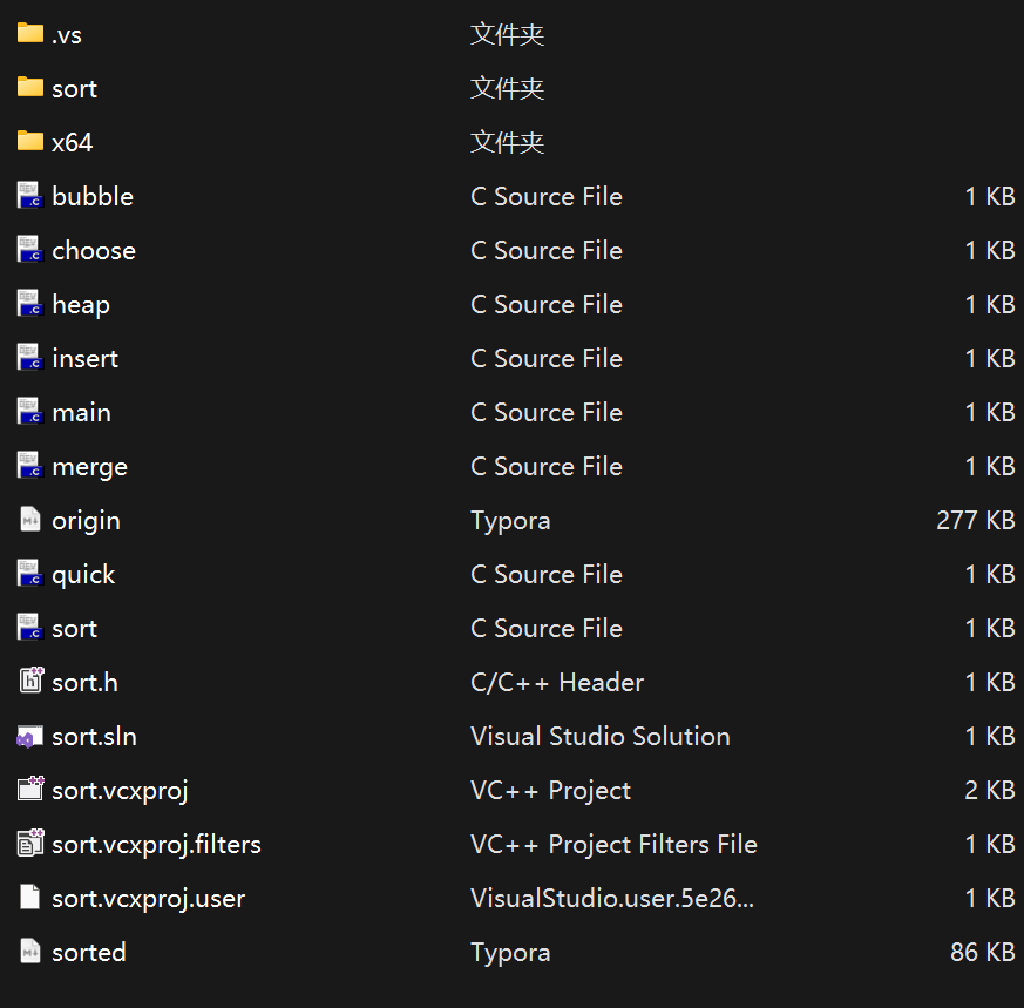 .vs 文件夹
sort 文件夹
x64 文件夹
bubble C Source File 1 KB
choose C Source File 1 KB
heap C Source File 1 KB
insert C Source File 1 KB
main C Source File 1 KB
merge C Source File 1 KB
origin Typora 277 KB
quick C Source File 1 KB
sort C Source File 1 KB
sort.h C/C++ Header 1 KB
sort.sln Visual Studio Solution 1 KB
sort.vcxproj VC++ Project 2 KB
sort.vcxproj.filters VC++ Project Filters File 1 KB
sort.vcxproj.user VisualStudio.user.5e26... 1 KB
sorted Typora 86 KB